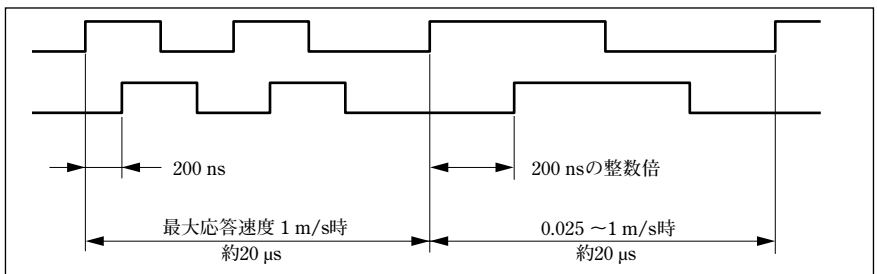 200 ns
200 nsの整数倍
最大応答速度 1 m/s時
約20 μs
0.025 ～1 m/s時
約20 μs